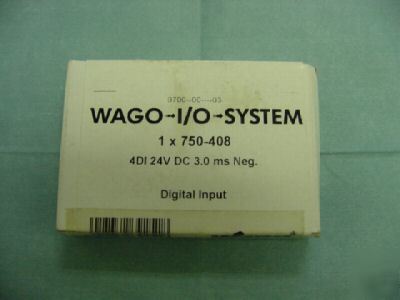 WAGO→I/O→SYSTEM
1 x 750-408
4DI 24V DC 3.0 ms Neg.
Digital Input